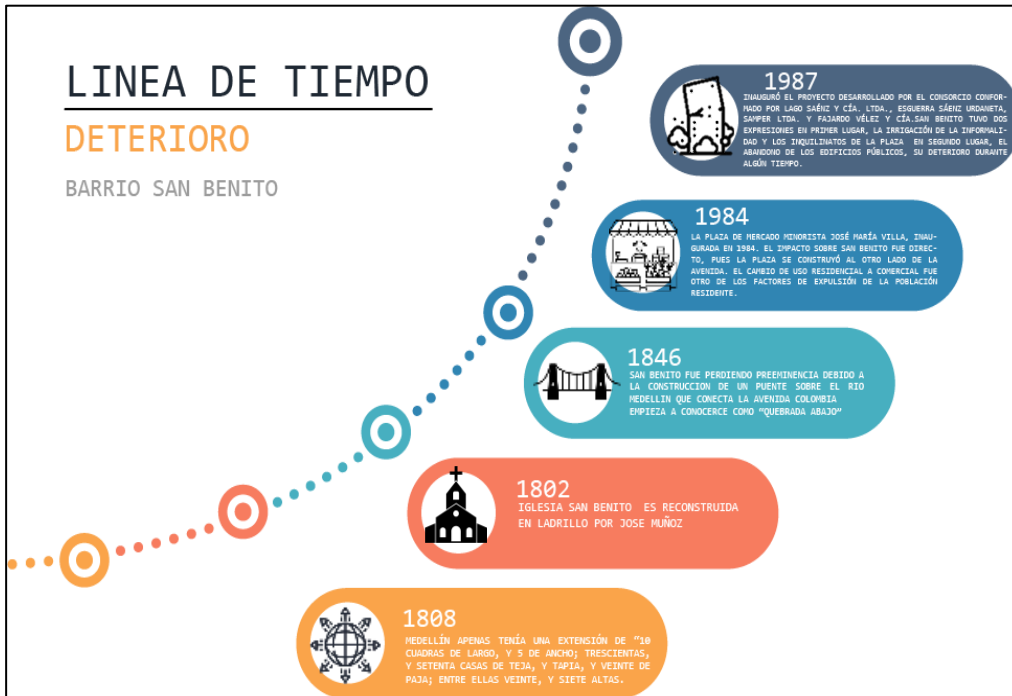 LINEA DE TIEMPO
DETERIORO
BARRIO SAN BENITO
1987
INAUGURÓ EL PROYECTO DESARROLLADO POR EL CONSORCIO CONFOR-
MADO POR LAGO SAÉNZ Y CÍA. LTDA., ESGUERRA SÁENZ URDANETA,
SAMPER LTDA. Y FAJARDO VÉLEZ Y CÍA.SAN BENITO TUVO DOS
EXPRESIONES EN PRIMER LUGAR, LA IRRIGACIÓN DE LA INFORMALI-
DAD Y LOS INQUILINATOS DE LA PLAZA EN SEGUNDO LUGAR, EL
ABANDONO DE LOS EDIFICIOS PÚBLICOS, SU DETERIORO DURANTE
ALGÚN TIEMPO.
1984
LA PLAZA DE MERCADO MINORISTA JOSÉ MARÍA VILLA, INAU-
GURADA EN 1984. EL IMPACTO SOBRE SAN BENITO FUE DIREC-
TO, PUES LA PLAZA SE CONSTRUYÓ AL OTRO LADO DE LA
AVENIDA. EL CAMBIO DE USO RESIDENCIAL A COMERCIAL FUE
OTRO DE LOS FACTORES DE EXPULSIÓN DE LA POBLACIÓN
RESIDENTE.
1846
SAN BENITO FUE PERDIENDO PREEMINENCIA DEBIDO A
LA CONSTRUCCION DE UN PUENTE SOBRE EL RIO
MEDELLIN QUE CONECTA LA AVENIDA COLOMBIA
EMPIEZA A CONOCERCE COMO "QUEBRADA ABAJO"
1802
IGLESIA SAN BENITO ES RECONSTRUIDA
EN LADRILLO POR JOSE MUÑOZ
1808
MEDELLÍN APENAS TENÍA UNA EXTENSIÓN DE "10
CUADRAS DE LARGO, Y 5 DE ANCHO; TRESCIENTAS,
Y SETENTA CASAS DE TEJA, Y TAPIA, Y VEINTE DE
PAJA; ENTRE ELLAS VEINTE, Y SIETE ALTAS.